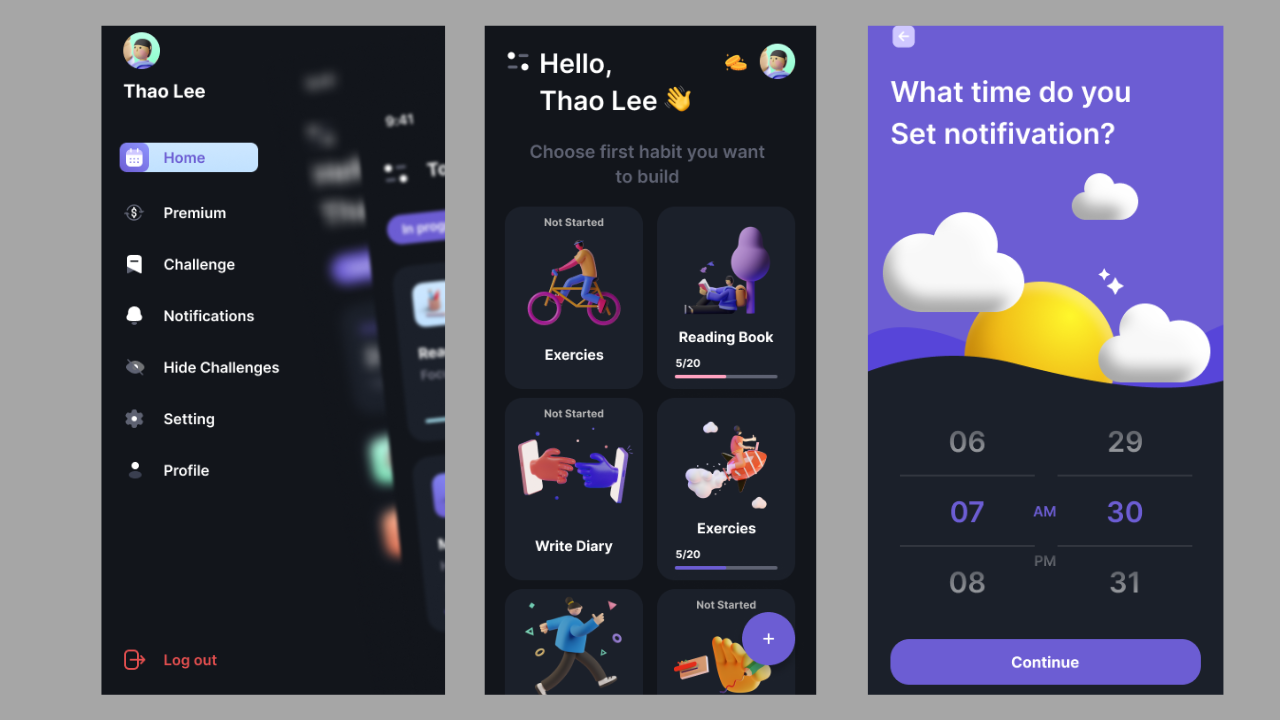 Thao Lee
Home
Premium
Challenge
Notifications
Hide Challenges
Setting
Profile
Log out
9:41
In prog
Hello,
Thao Lee 👋
Choose first habit you want
to build
Not Started
Exercies
Reading Book
5/20
Not Started
Write Diary
Exercies
5/20
Not Started
+
What time do you
Set notifivation?
06 29
07 AM 30
PM
08 31
Continue